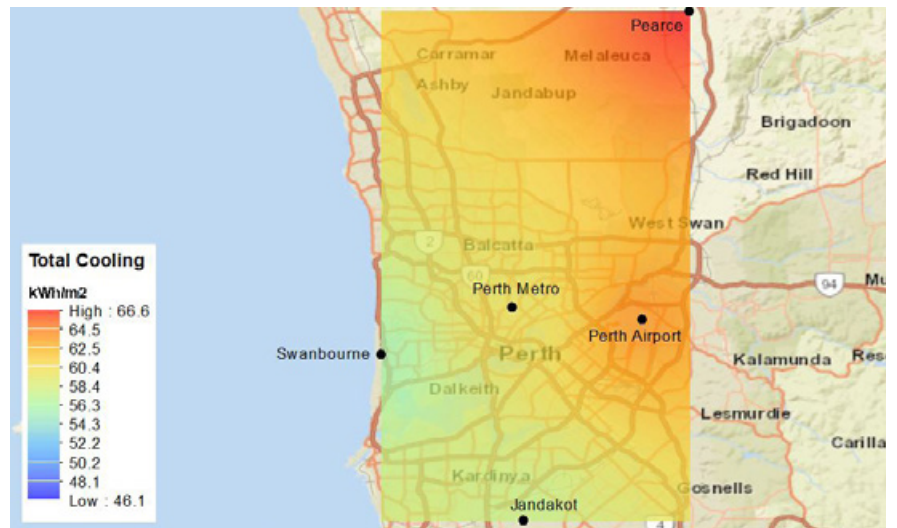 Pearce
Carramar
Melaleuca
Ashby
Jandabup
Brigadoon
Red Hill
West Swan
2
Balcatta
60
Total Cooling
kWh/m2
High : 66.6
64.5
62.5
60.4
58.4
56.3
54.3
52.2
50.2
48.1
Low : 46.1
94
Mu
Perth Metro
Perth Airport
Swanbourne
Perth
Kalamunda
Res
Dalkeith
Lesmurdie
Carilla
Kardinya
Gosnells
Jandakot
4